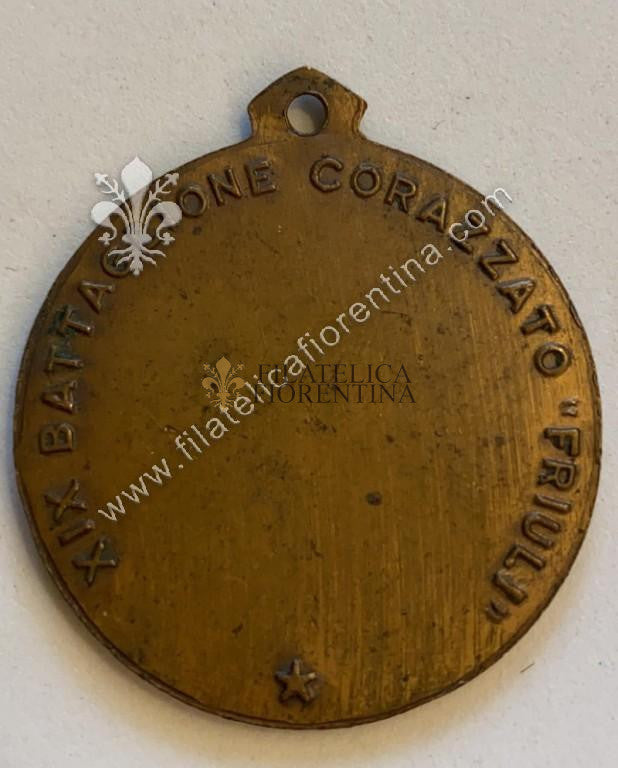 XIX BATTAGLIONE CORAZZATO "FRIULI"
www.filatelicafiorentina.com
FILATELICA
FIORENTINA